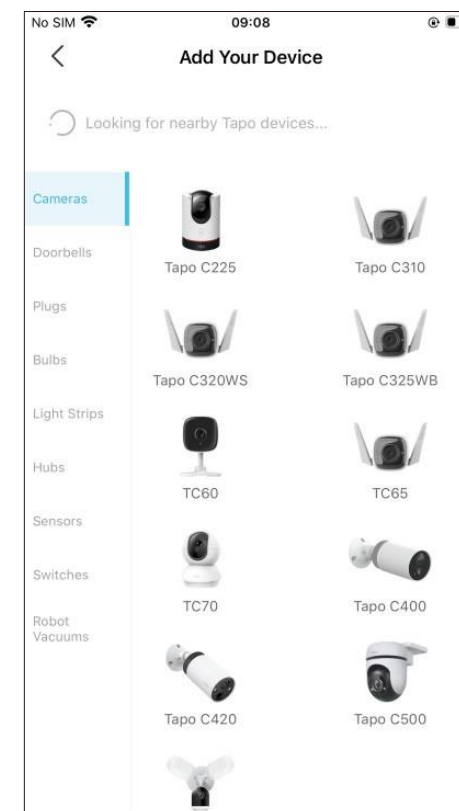 No SIM 09:08
Add Your Device
Looking for nearby Tapo devices...
Cameras
Doorbells
Plugs
Bulbs
Light Strips
Hubs
Sensors
Switches
Robot
Vacuums
Tapo C225 Tapo C310
Tapo C320WS Tapo C325WB
TC60 TC65
TC70 Tapo C400
Tapo C420 Tapo C500